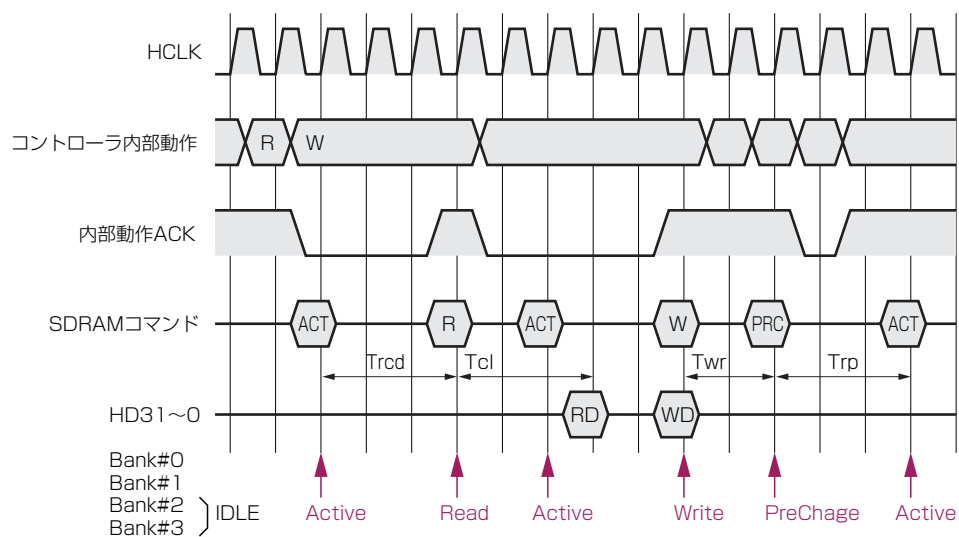 HCLK
コントローラ内部動作 R W
内部動作ACK
SDRAMコマンド ACT R ACT W PRC ACT
Trcd Tcl Twr Trp
HD31～0 RD WD
Bank#0
Bank#1
Bank#2
Bank#3
IDLE Active Read Active Write PreChage Active